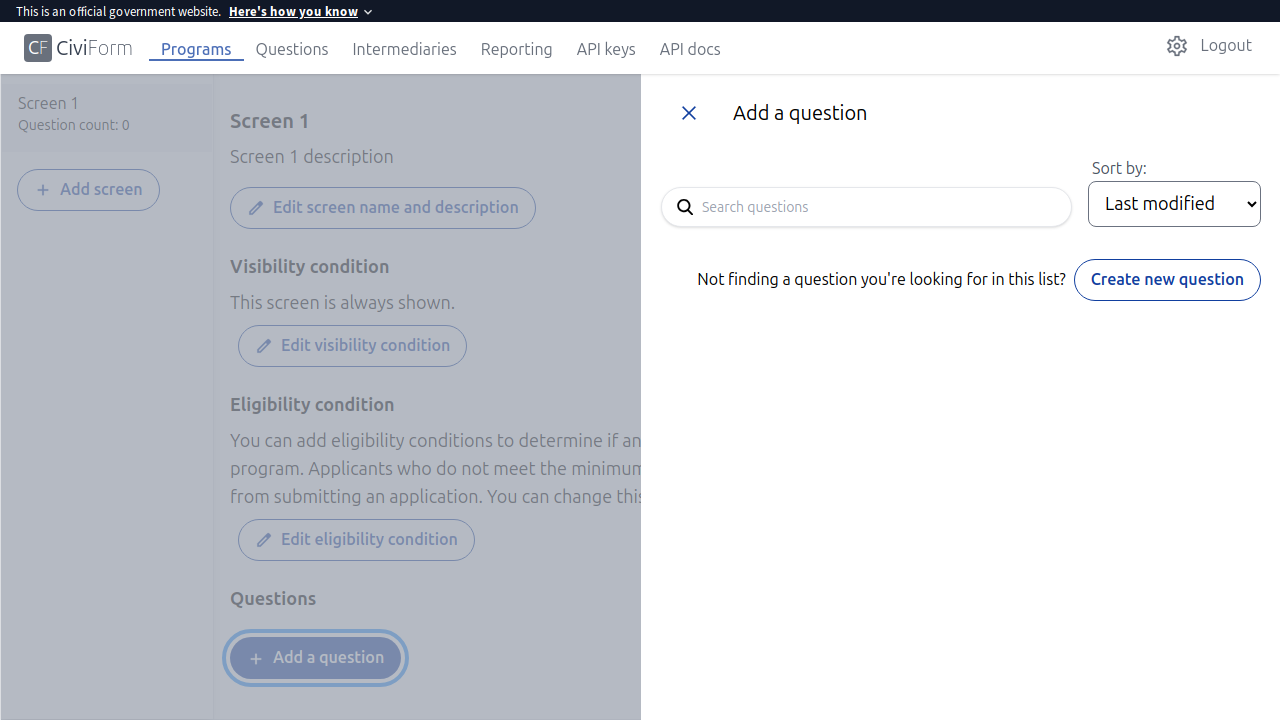 This is an official government website. Here's how you know
CF CiviForm Programs Questions Intermediaries Reporting API keys API docs Logout
Screen 1
Question count: 0
Add screen
Screen 1
Screen 1 description
Edit screen name and description
Visibility condition
This screen is always shown.
Edit visibility condition
Eligibility condition
You can add eligibility conditions to determine if an
program. Applicants who do not meet the minimum
from submitting an application. You can change this
Edit eligibility condition
Questions
Add a question
Add a question
Sort by:
Search questions
Last modified
Not finding a question you're looking for in this list? Create new question